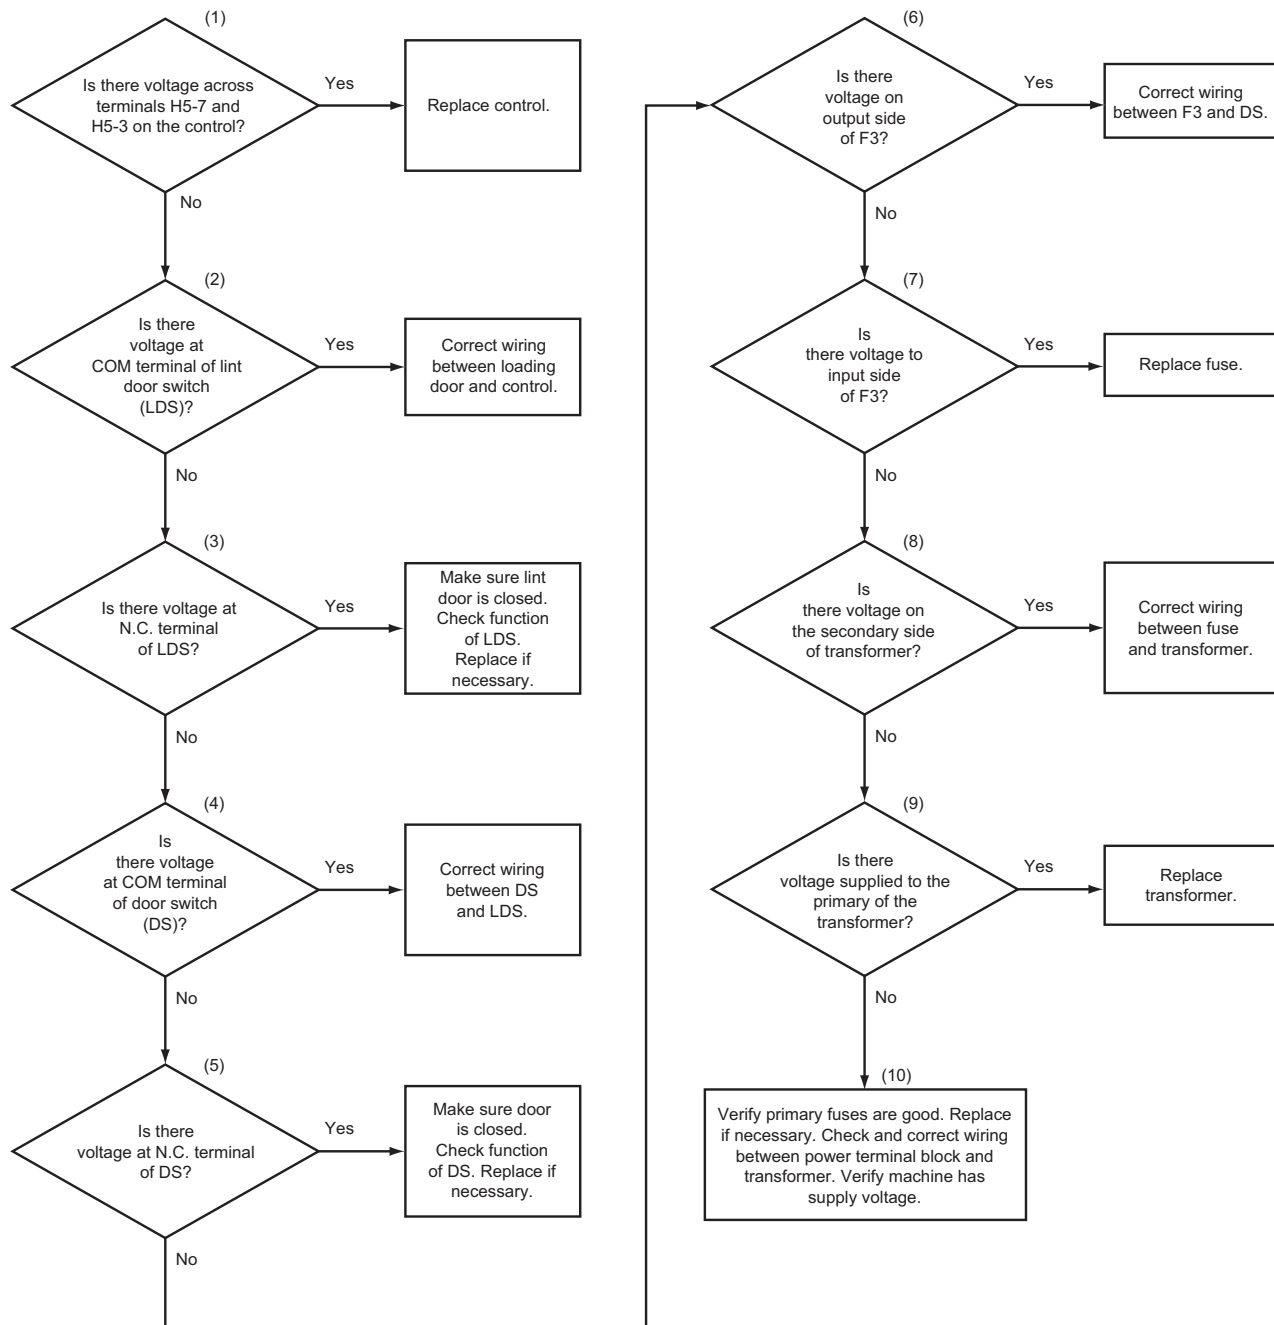 (1)
Is there voltage across
terminals H5-7 and
H5-3 on the control?
Yes
Replace control.
No
(2)
Is there
voltage at
COM terminal of lint
door switch
(LDS)?
Yes
Correct wiring
between loading
door and control.
No
(3)
Is there voltage at
N.C. terminal
of LDS?
Yes
Make sure lint
door is closed.
Check function
of LDS.
Replace if
necessary.
No
(4)
Is
there voltage
at COM terminal
of door switch
(DS)?
Yes
Correct wiring
between DS
and LDS.
No
(5)
Is there
voltage at N.C. terminal
of DS?
Yes
Make sure door
is closed.
Check function
of DS. Replace if
necessary.
No
(6)
Is there
voltage on
output side
of F3?
Yes
Correct wiring
between F3 and DS.
No
(7)
Is
there voltage to
input side
of F3?
Yes
Replace fuse.
No
(8)
Is
there voltage on
the secondary side
of transformer?
Yes
Correct wiring
between fuse
and transformer.
No
(9)
Is there
voltage supplied to the
primary of the
transformer?
Yes
Replace
transformer.
No
(10)
Verify primary fuses are good. Replace
if necessary. Check and correct wiring
between power terminal block and
transformer. Verify machine has
supply voltage.